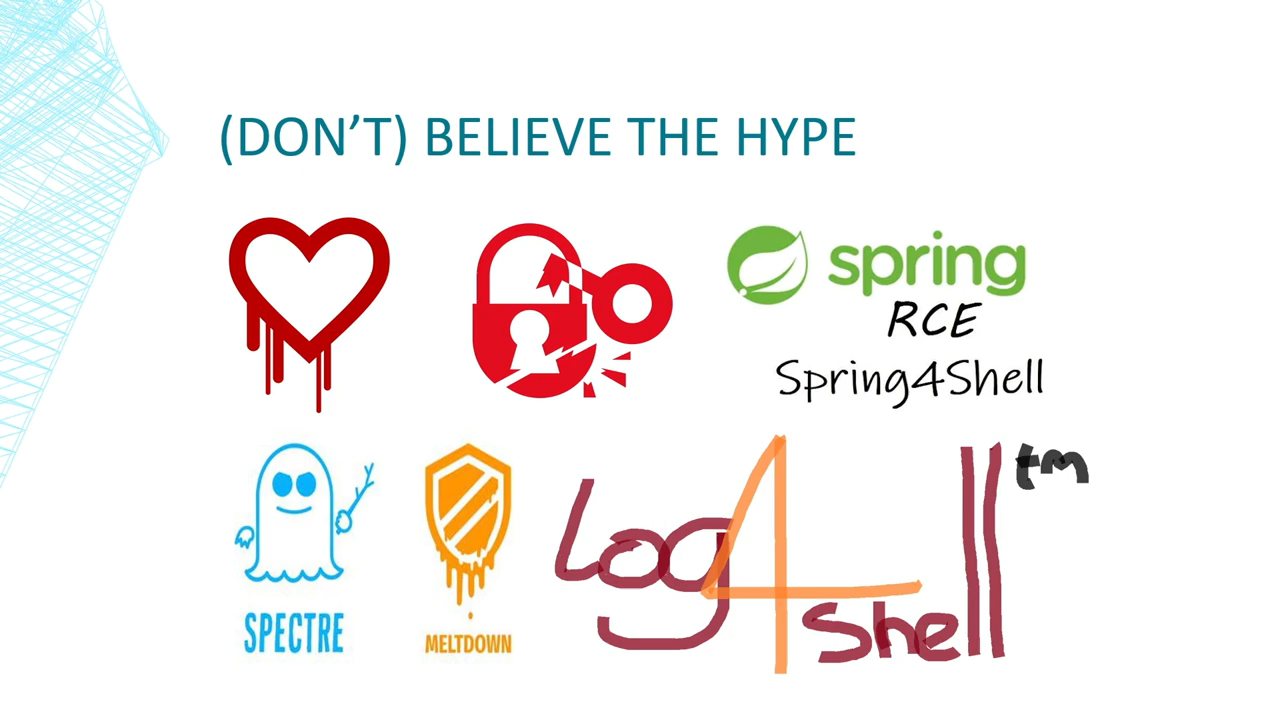 (DON’T) BELIEVE THE HYPE
spring
RCE
Spring4Shell
SPECTRE
MELTDOWN
log4shell tm